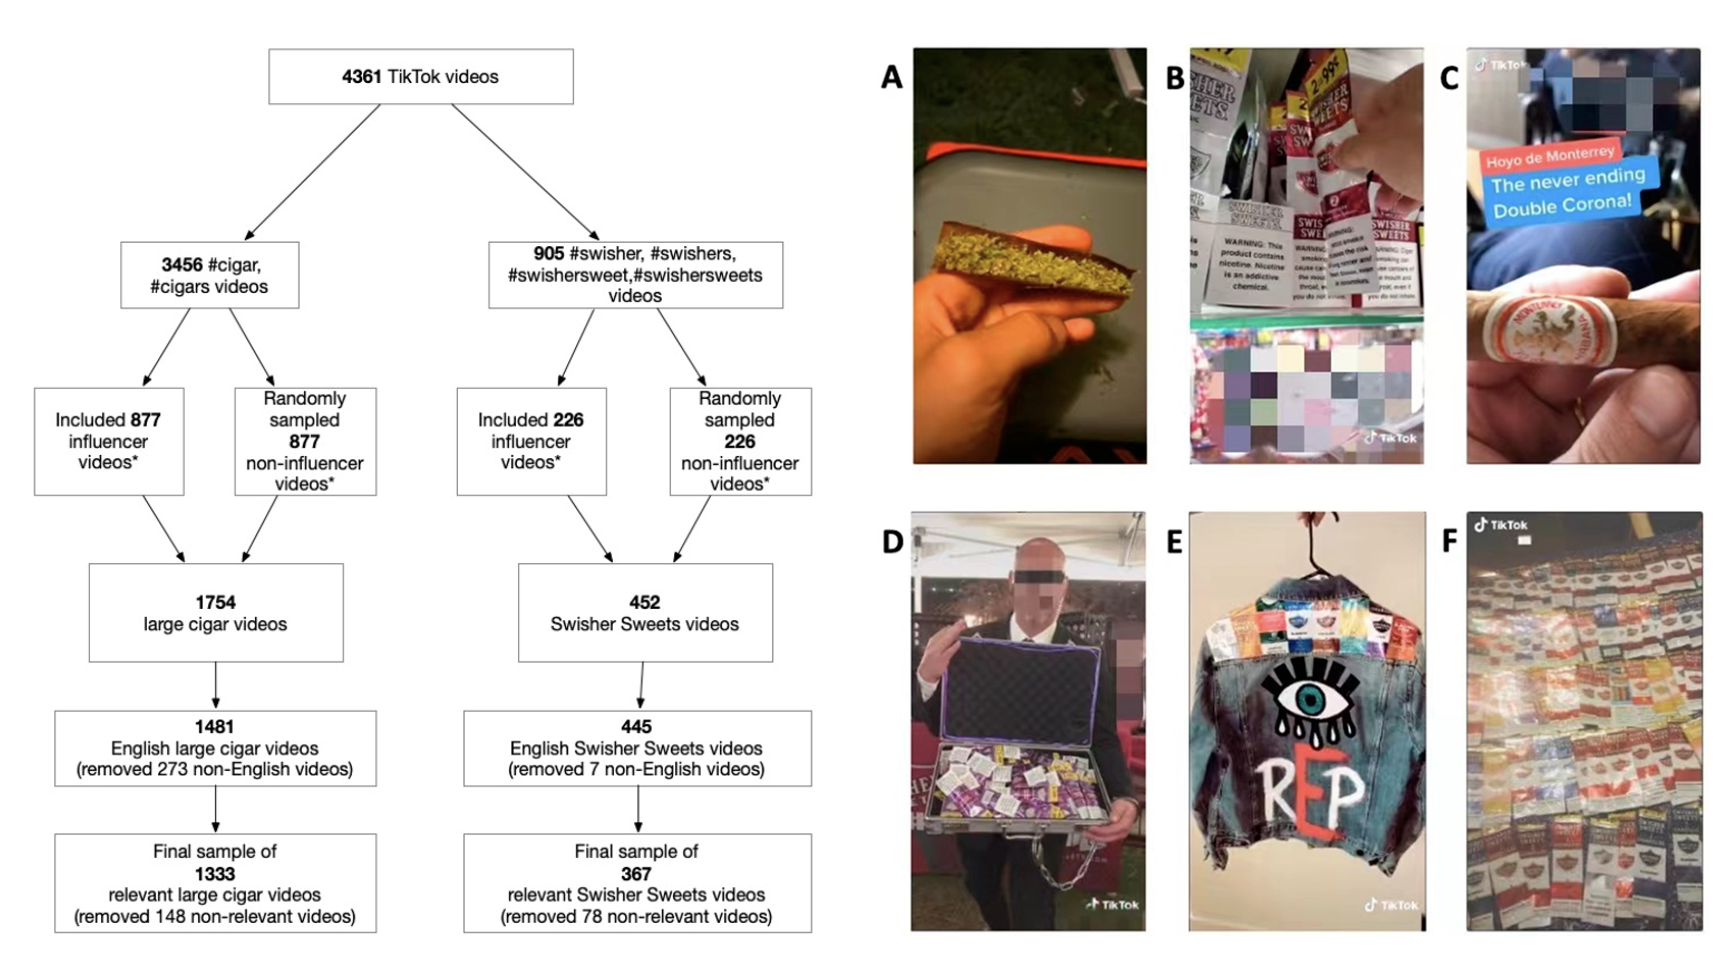 4361 TikTok videos
3456 #cigar,
#cigars videos
905 #swisher, #swishers,
#swishersweet,#swishersweets
videos
Included 877
influencer
videos*
Randomly
sampled
877
non-influencer
videos*
Included 226
influencer
videos*
Randomly
sampled
226
non-influencer
videos*
1754
large cigar videos
452
Swisher Sweets videos
1481
English large cigar videos
(removed 273 non-English videos)
445
English Swisher Sweets videos
(removed 7 non-English videos)
Final sample of
1333
relevant large cigar videos
(removed 148 non-relevant videos)
Final sample of
367
relevant Swisher Sweets videos
(removed 78 non-relevant videos)
A
B
2 99¢
SWISHER
SWEETS
SWISHER
SWEETS
WARNING: This
product contains
nicotine. Nicotine
is an addictive
chemical.
TikTok
C
TikTok
Hoyo de Monterrey
The never ending
Double Corona!
D
TikTok
E
REP
TikTok
F
TikTok